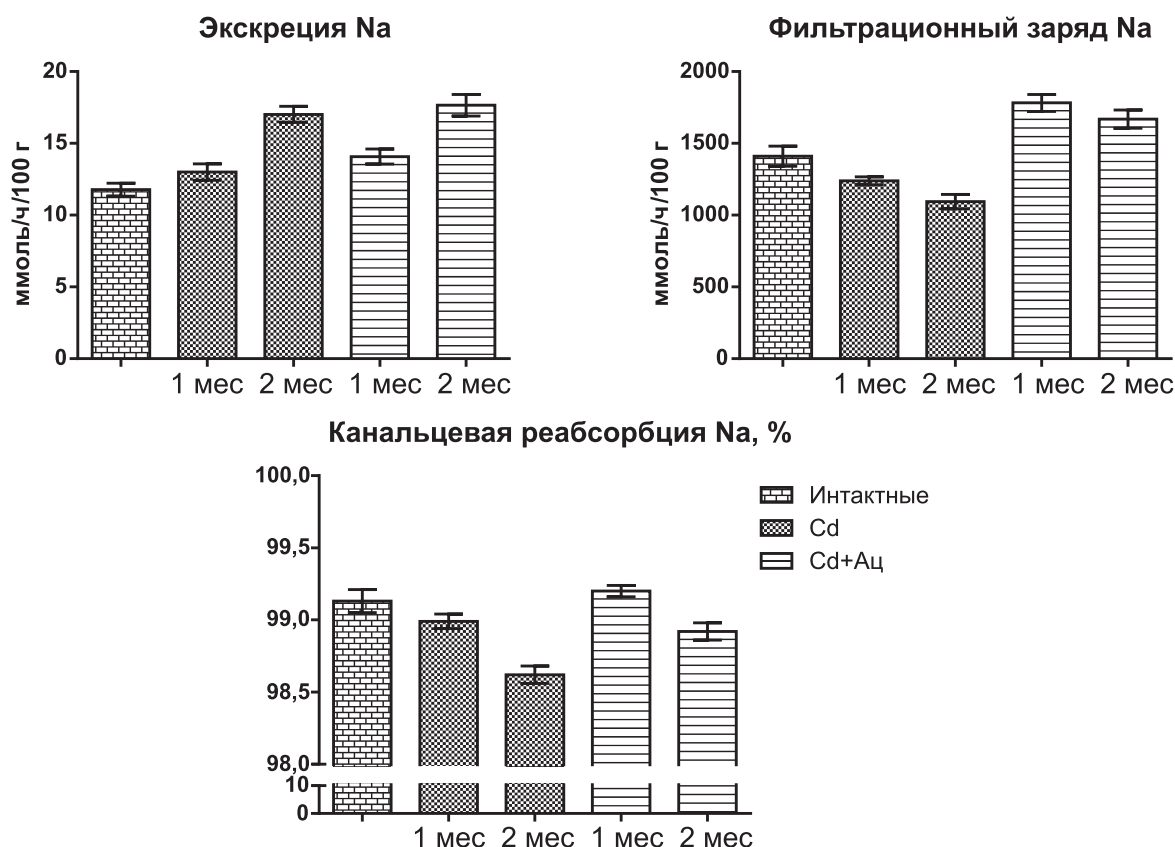 Экскреция Na
ммоль/ч/100 г
20
15
10
5
0
1 мес 2 мес 1 мес 2 мес
Фильтрационный заряд Na
ммоль/ч/100 г
2000
1500
1000
500
0
1 мес 2 мес 1 мес 2 мес
Канальцевая реабсорбция Na, %
100,0
99,5
99,0
98,5
98,0
10
0
1 мес 2 мес 1 мес 2 мес
Интактные
Cd
Cd+Ац